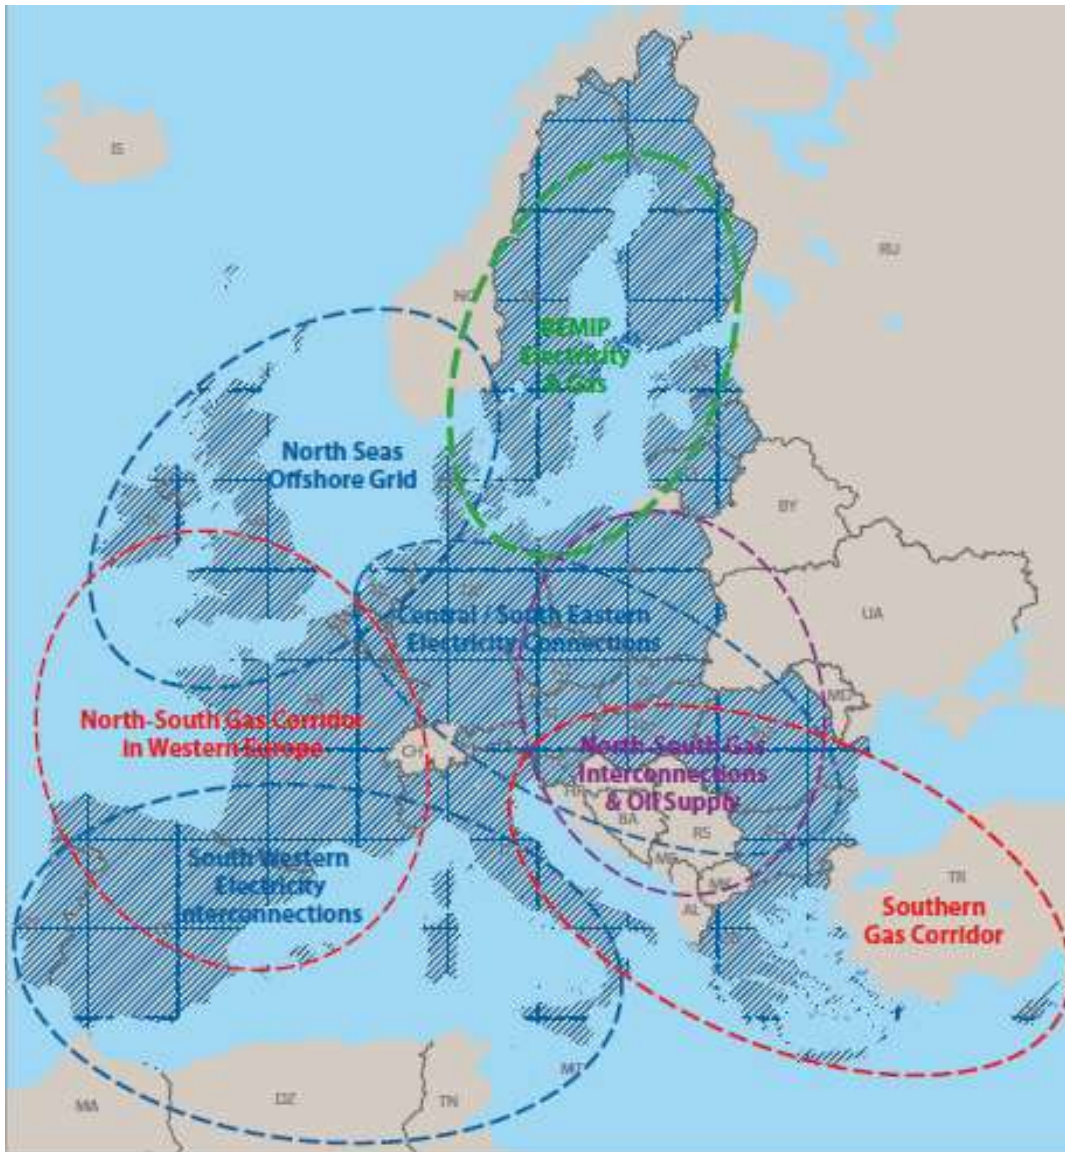 IS
RU
NO
BEMIP
Electricity
& Gas
North Seas
Offshore Grid
BY
UA
Central / South Eastern
Electricity Connections
MD
North-South Gas Corridor
in Western Europe
CH
North-South Gas
Interconnections
& Oil Supply
HR
BA
RS
ME
MK
AL
TR
South Western
Electricity
Interconnections
Southern
Gas Corridor
MT
MA
DZ
TN